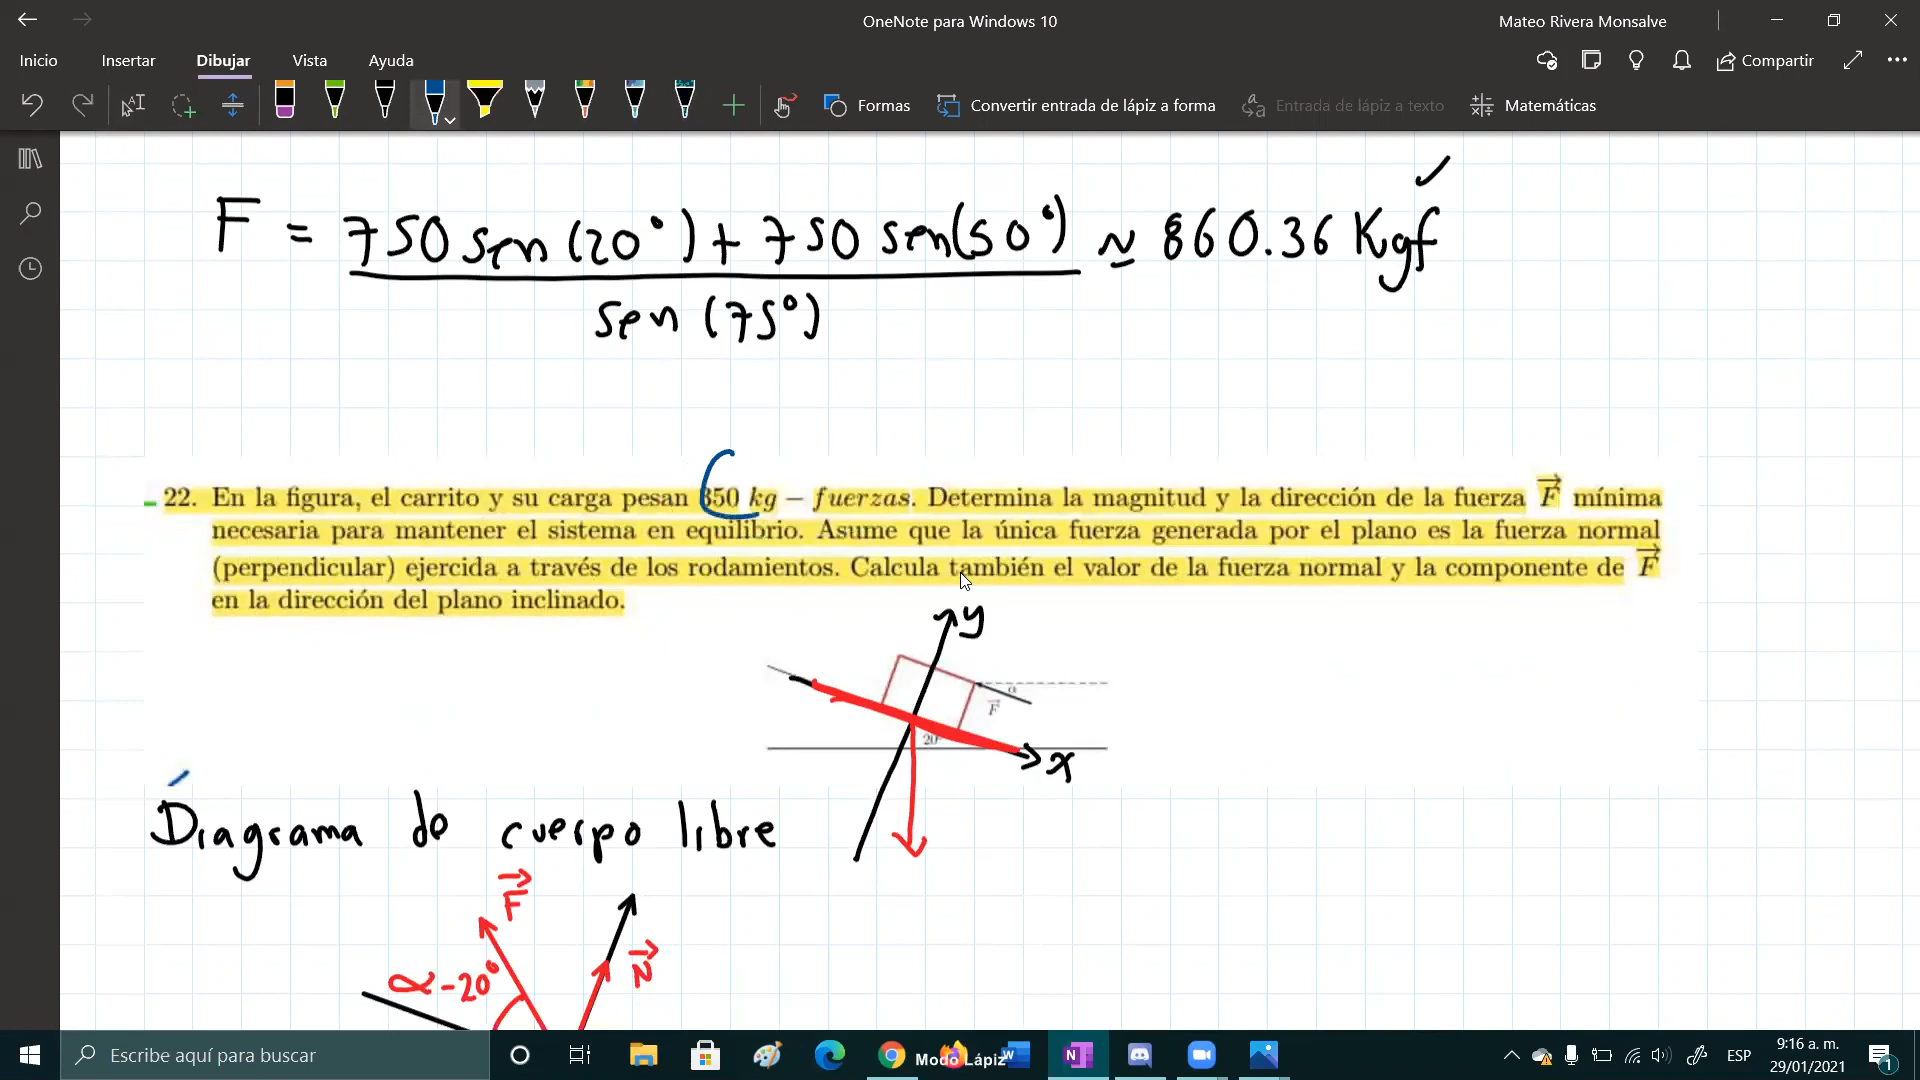 OneNote para Windows 10
Mateo Rivera Monsalve
Inicio Insertar Dibujar Vista Ayuda
Compartir
Formas Convertir entrada de lápiz a forma Entrada de lápiz a texto Matemáticas
F = 750 sen (20°) + 750 sen(50°) ≈ 860.36 Kgf ✓
sen (75°)
22. En la figura, el carrito y su carga pesan 350 kg – fuerzas. Determina la magnitud y la dirección de la fuerza F mínima
necesaria para mantener el sistema en equilibrio. Asume que la única fuerza generada por el plano es la fuerza normal
(perpendicular) ejercida a través de los rodamientos. Calcula también el valor de la fuerza normal y la componente de F
en la dirección del plano inclinado.
y
α
F
20
x
Diagrama de cuerpo libre
F
N
α-20°
Escribe aquí para buscar
Modo Lápiz
ESP
9:16 a. m.
29/01/2021
1